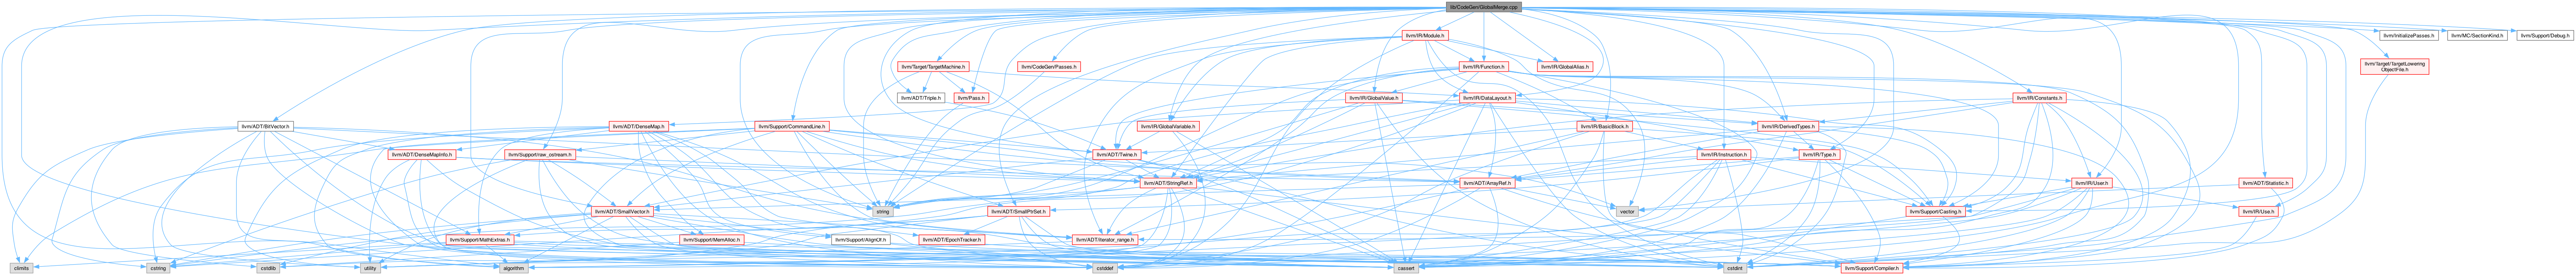 lib/CodeGen/GlobalMerge.cpp
llvm/IR/Module.h
llvm/InitializePasses.h
llvm/MC/SectionKind.h
llvm/Support/Debug.h
llvm/Target/TargetMachine.h
llvm/CodeGen/Passes.h
llvm/IR/Function.h
llvm/IR/GlobalAlias.h
llvm/Target/TargetLowering
ObjectFile.h
llvm/ADT/Triple.h
llvm/Pass.h
llvm/IR/GlobalValue.h
llvm/IR/DataLayout.h
llvm/IR/Constants.h
llvm/ADT/BitVector.h
llvm/ADT/DenseMap.h
llvm/Support/CommandLine.h
llvm/IR/GlobalVariable.h
llvm/IR/BasicBlock.h
llvm/IR/DerivedTypes.h
llvm/ADT/DenseMapInfo.h
llvm/Support/raw_ostream.h
llvm/ADT/Twine.h
llvm/IR/Instruction.h
llvm/IR/Type.h
llvm/ADT/StringRef.h
llvm/ADT/ArrayRef.h
llvm/IR/User.h
llvm/ADT/Statistic.h
llvm/ADT/SmallVector.h
string
llvm/ADT/SmallPtrSet.h
vector
llvm/Support/Casting.h
llvm/IR/Use.h
llvm/Support/MathExtras.h
llvm/Support/MemAlloc.h
llvm/Support/AlignOf.h
llvm/ADT/EpochTracker.h
llvm/ADT/iterator_range.h
climits
cstring
cstdlib
utility
algorithm
cstddef
cassert
cstdint
llvm/Support/Compiler.h